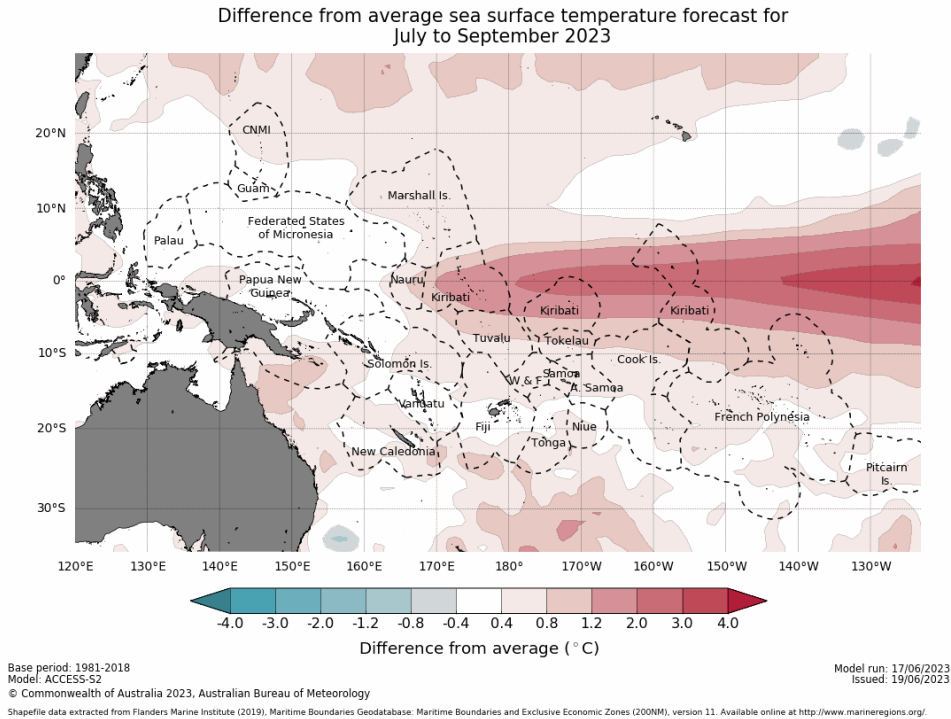 Difference from average sea surface temperature forecast for
July to September 2023
20°N
10°N
0°
10°S
20°S
30°S
CNMI
Guam
Marshall Is.
Federated States
of Micronesia
Palau
Papua New
Guinea
Nauru
Kiribati
Kiribati
Kiribati
Tuvalu
Tokelau
Solomon Is.
Cook Is.
Samoa
W & F
A. Samoa
Vanuatu
French Polynesia
Fiji
Niue
Tonga
New Caledonia
Pitcairn
Is.
120°E 130°E 140°E 150°E 160°E 170°E 180°W 170°W 160°W 150°W 140°W 130°W
-4.0 -3.0 -2.0 -1.2 -0.8 -0.4 0.4 0.8 1.2 2.0 3.0 4.0
Difference from average (°C)
Base period: 1981-2018
Model: ACCESS-S2
© Commonwealth of Australia 2023, Australian Bureau of Meteorology
Model run: 17/06/2023
Issued: 19/06/2023
Shapefile data extracted from Flanders Marine Institute (2019), Maritime Boundaries Geodatabase: Maritime Boundaries and Exclusive Economic Zones (200NM), version 11. Available online at http://www.marineregions.org/.